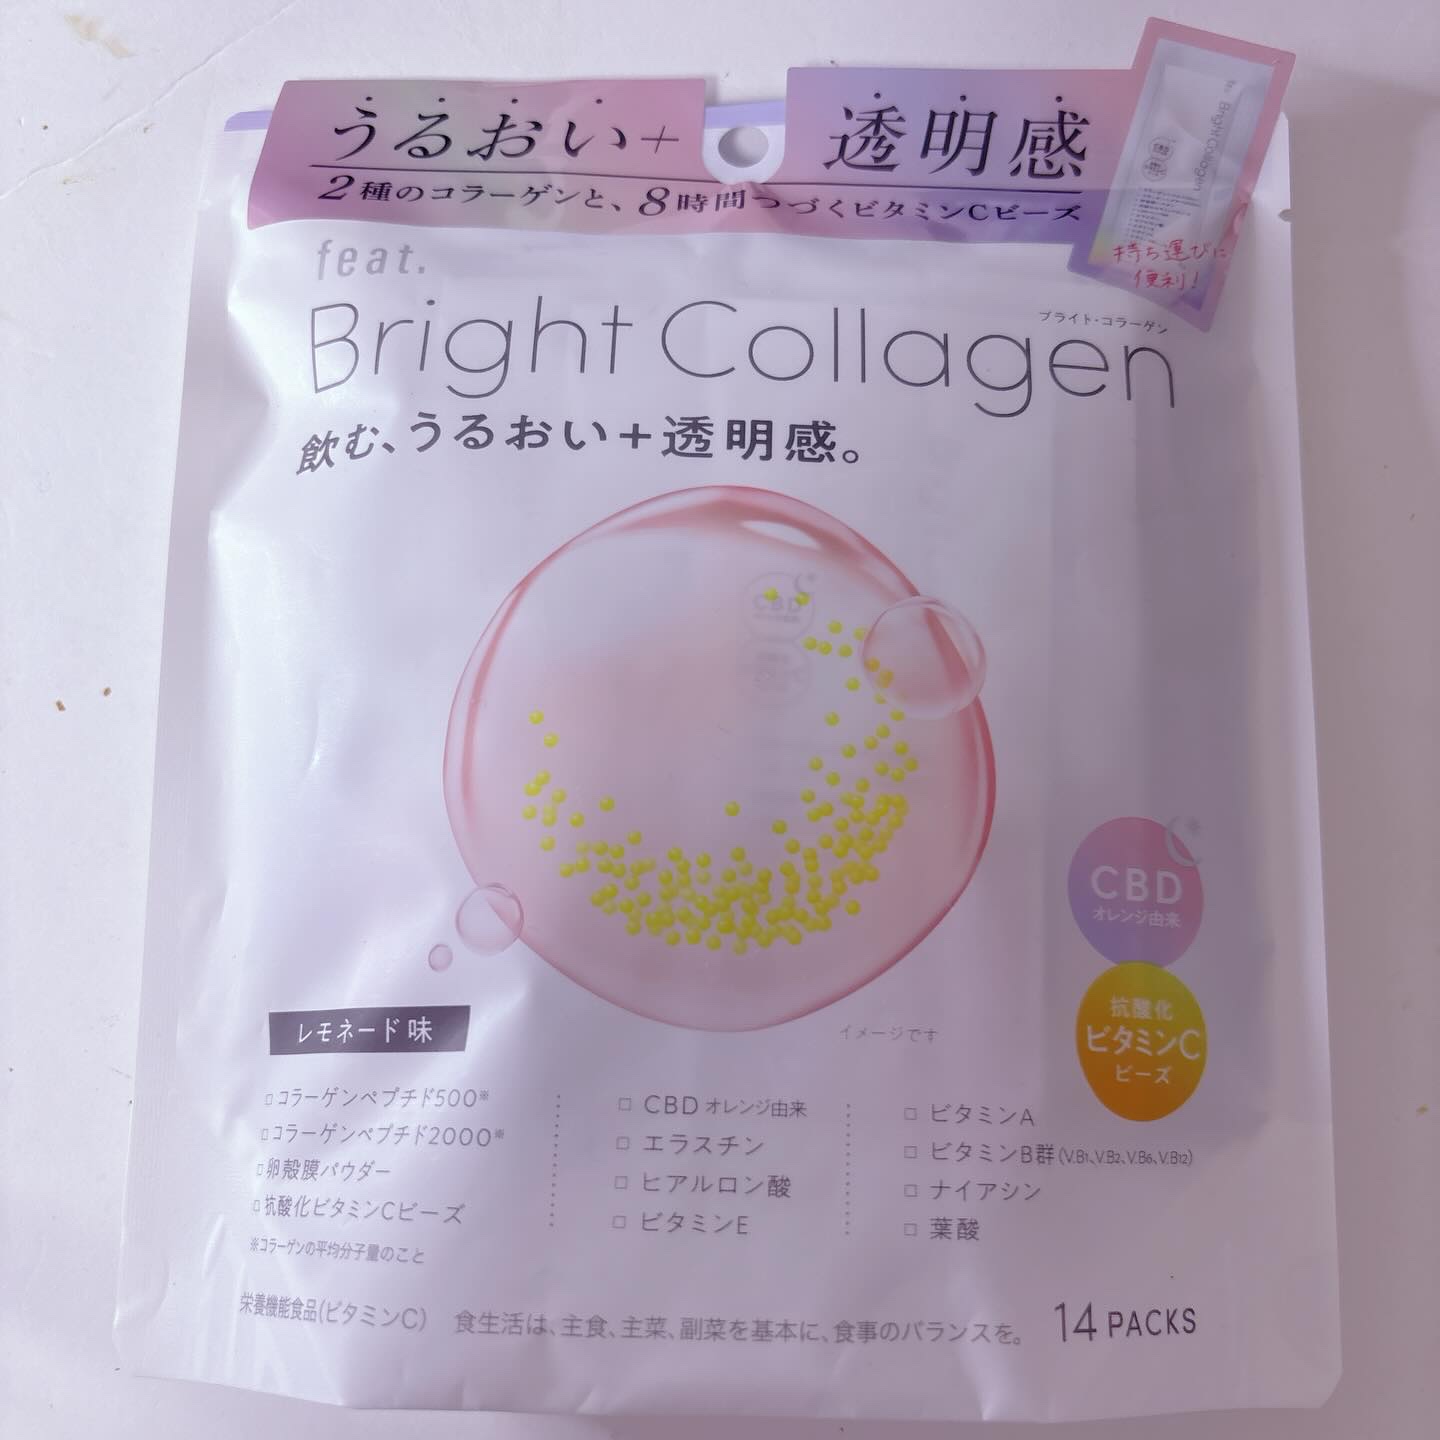 うるおい+ 透明感
2種のコラーゲンと、8時間つづくビタミンCビーズ
Bright Collagen
持ち運びに
便利!
feat.
Bright Collagen
ブライト・コラーゲン
飲む、うるおい+透明感。
CBD
CBD
オレンジ由来
抗酸化
ビタミンC
ビーズ
イメージです
レモネード味
□コラーゲンペプチド500※
□コラーゲンペプチド2000※
□卵殻膜パウダー
□抗酸化ビタミンCビーズ
※コラーゲンの平均分子量のこと
□ CBD オレンジ由来
□ エラスチン
□ ヒアルロン酸
□ ビタミンE
□ ビタミンA
□ ビタミンB群(V.B1、V.B2、V.B6、V.B12)
□ ナイアシン
□ 葉酸
栄養機能食品(ビタミンC) 食生活は、主食、主菜、副菜を基本に、食事のバランスを。
14 PACKS